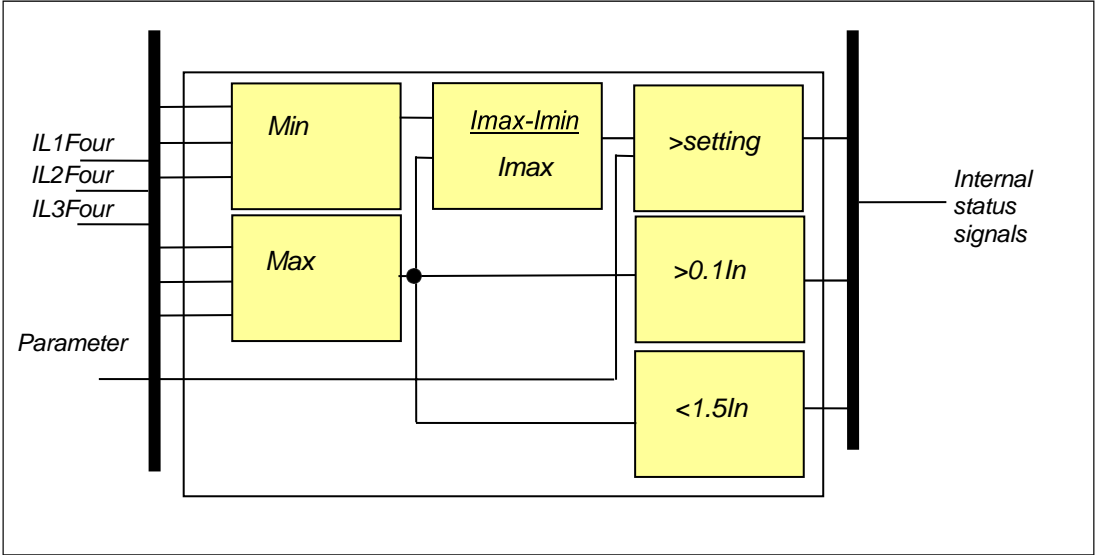 IL1Four
IL2Four
IL3Four
Parameter
Min
Max
Imax-Imin
Imax
>setting
>0.1In
<1.5In
Internal
status
signals